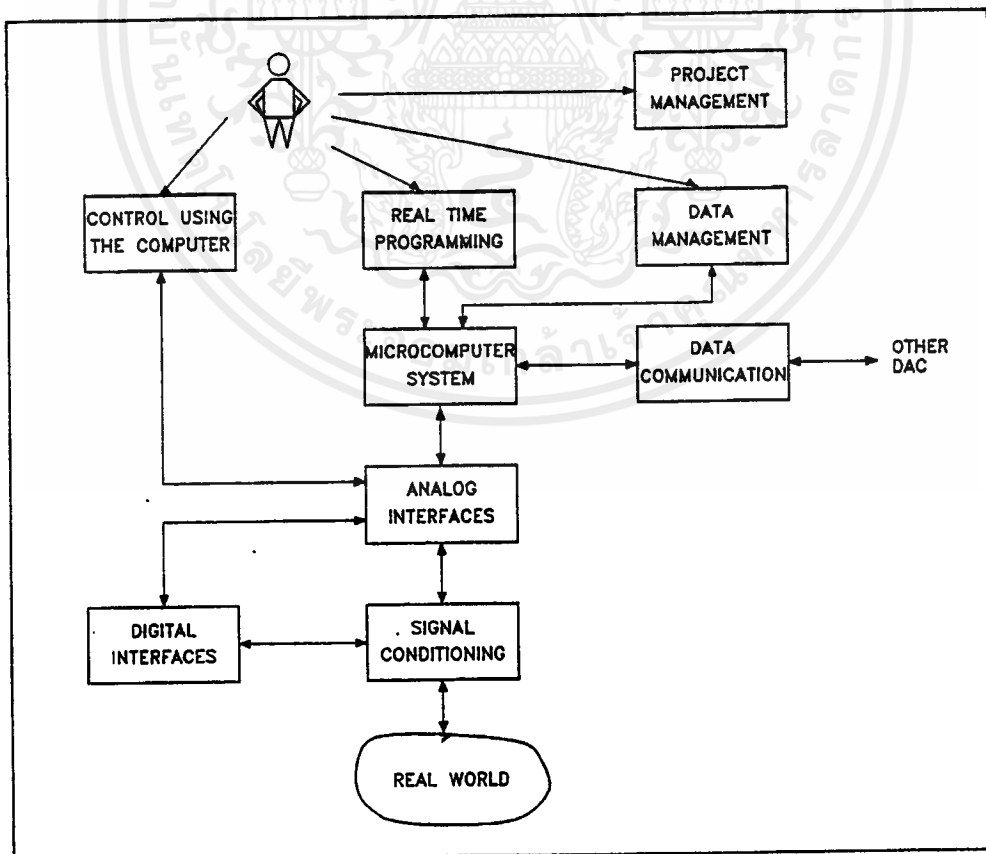 PROJECT
MANAGEMENT
CONTROL USING
THE COMPUTER
REAL TIME
PROGRAMMING
DATA
MANAGEMENT
MICROCOMPUTER
SYSTEM
DATA
COMMUNICATION
OTHER
DAC
ANALOG
INTERFACES
DIGITAL
INTERFACES
SIGNAL
CONDITIONING
REAL WORLD